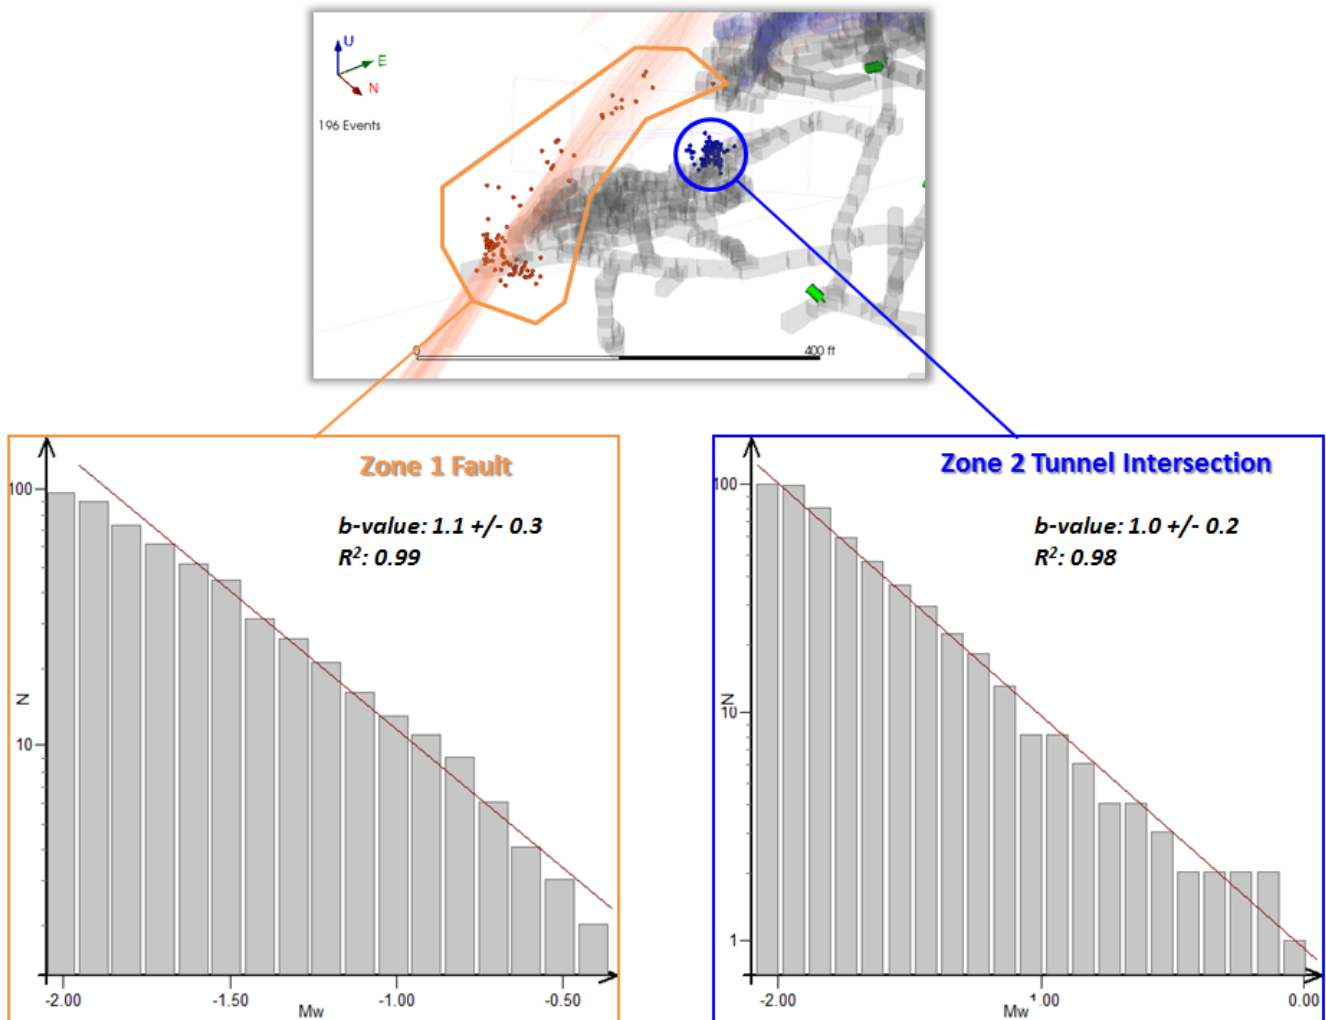 U
E
N
196 Events
0
400 ft
Zone 1 Fault
b-value: 1.1 +/- 0.3
R²: 0.99
100
N
10
-2.00
-1.50
-1.00
-0.50
Mw
Zone 2 Tunnel Intersection
b-value: 1.0 +/- 0.2
R²: 0.98
100
10
N
1
-2.00
1.00
0.00
Mw